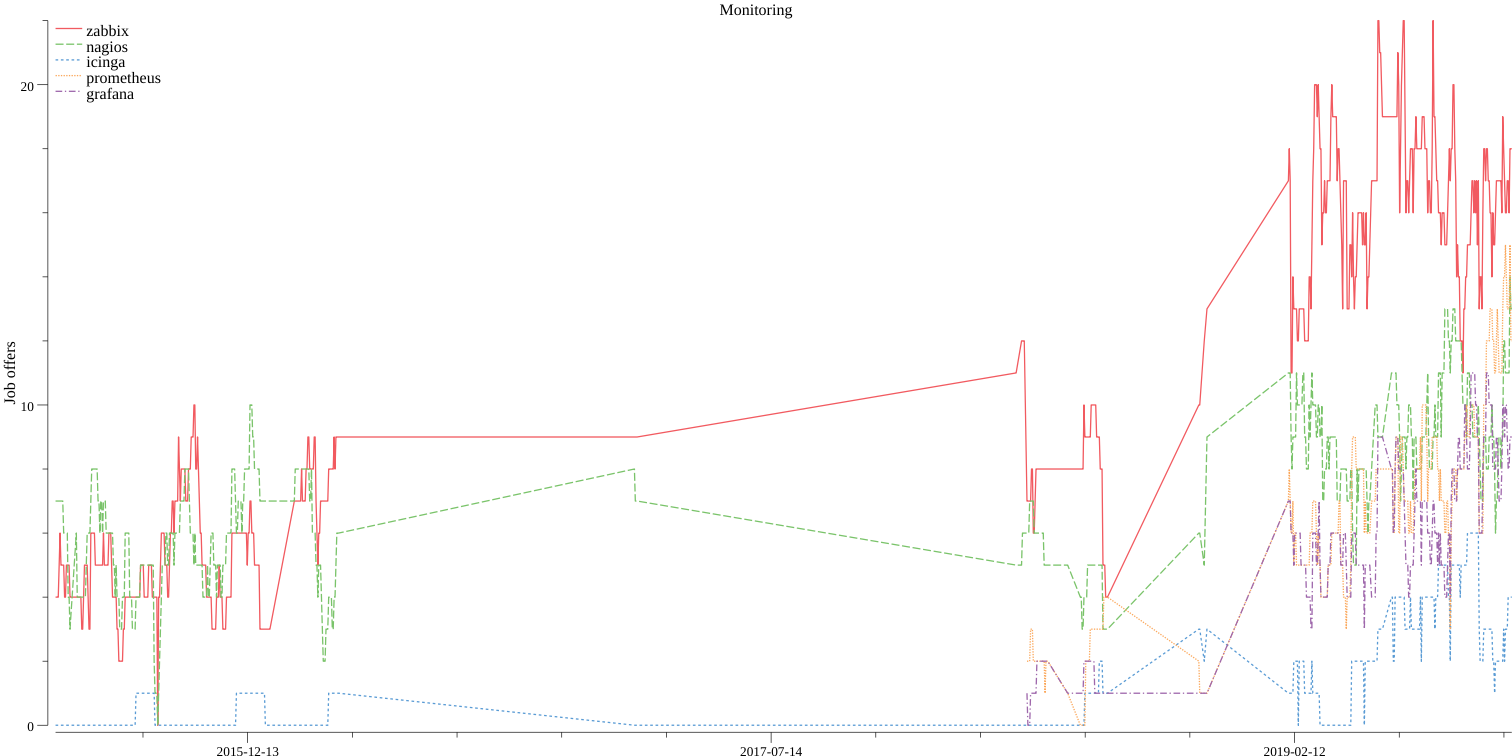 Monitoring
zabbix
nagios
icinga
prometheus
grafana
20
10
0
Job offers
2015-12-13
2017-07-14
2019-02-12